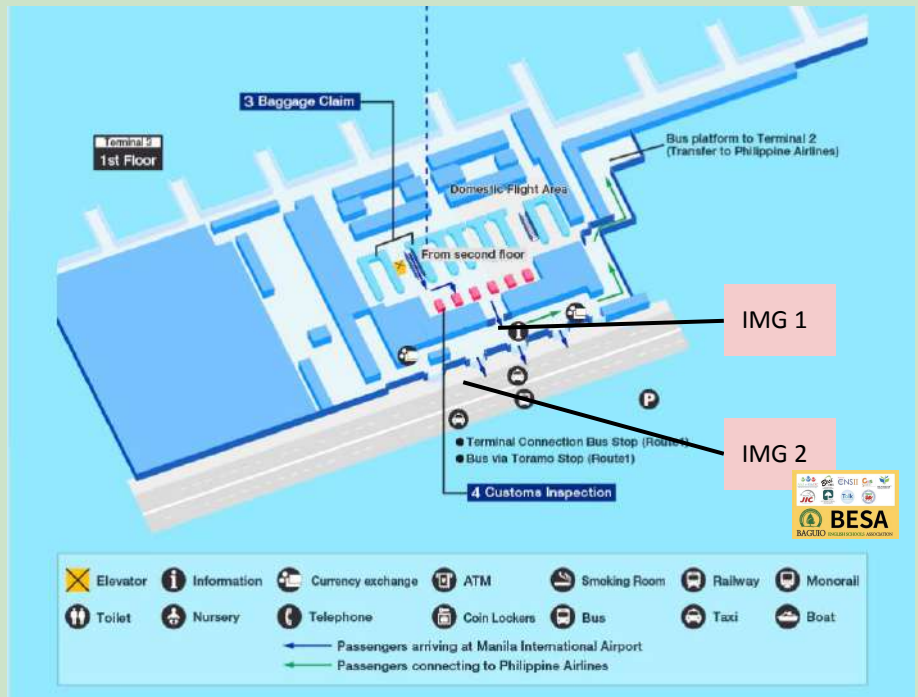 3 Baggage Claim
Terminal 3
1st Floor
Bus platform to Terminal 2
(Transfer to Philippine Airlines)
Domestic Flight Area
From second floor
IMG 1
P
● Terminal Connection Bus Stop (Route1)
● Bus via Toramo Stop (Route1)
IMG 2
4 Customs Inspection
CNSII
JIC
Talk
BESA
BAGUIO ENGLISH SCHOOLS ASSOCIATION
Elevator
Information
Currency exchange
ATM
Smoking Room
Railway
Monorail
Toilet
Nursery
Telephone
Coin Lockers
Bus
Taxi
Boat
Passengers arriving at Manila International Airport
Passengers connecting to Philippine Airlines